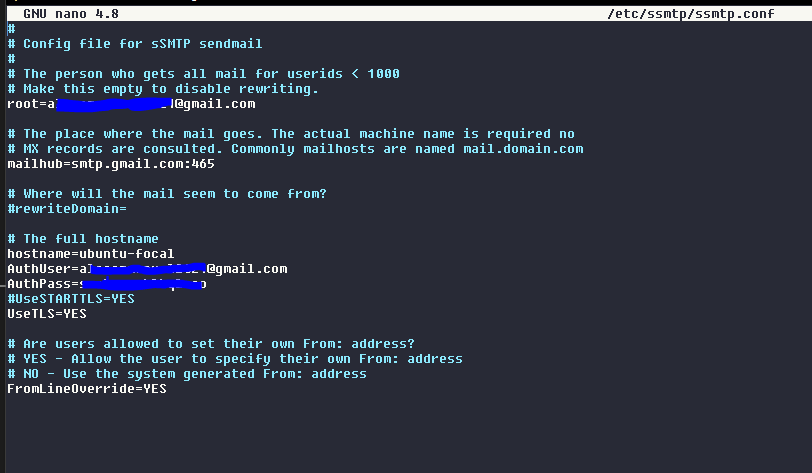 GNU nano 4.8 /etc/ssmtp/ssmtp.conf
#
# Config file for sSMTP sendmail
#
# The person who gets all mail for userids < 1000
# Make this empty to disable rewriting.
root=a @gmail.com
# The place where the mail goes. The actual machine name is required no
# MX records are consulted. Commonly mailhosts are named mail.domain.com
mailhub=smtp.gmail.com:465
# Where will the mail seem to come from?
#rewriteDomain=
# The full hostname
hostname=ubuntu-focal
AuthUser=a @gmail.com
AuthPass=
#UseSTARTTLS=YES
UseTLS=YES
# Are users allowed to set their own From: address?
# YES - Allow the user to specify their own From: address
# NO - Use the system generated From: address
FromLineOverride=YES